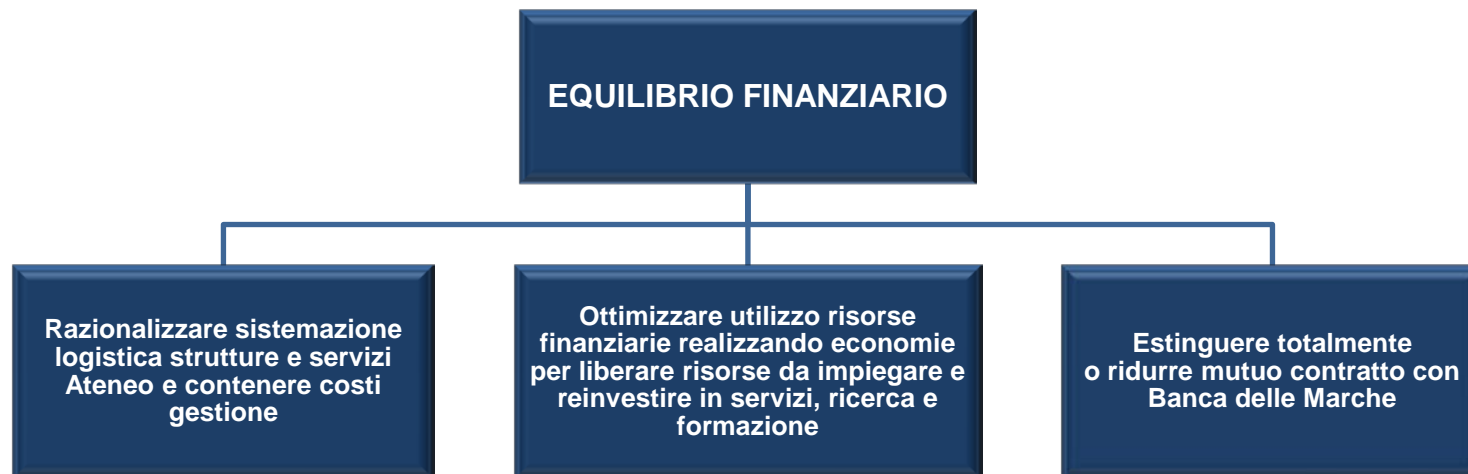 EQUILIBRIO FINANZIARIO
Razionalizzare sistemazione
logistica strutture e servizi
Ateneo e contenere costi
gestione
Ottimizzare utilizzo risorse
finanziarie realizzando economie
per liberare risorse da impiegare e
reinvestire in servizi, ricerca e
formazione
Estinguere totalmente
o ridurre mutuo contratto con
Banca delle Marche